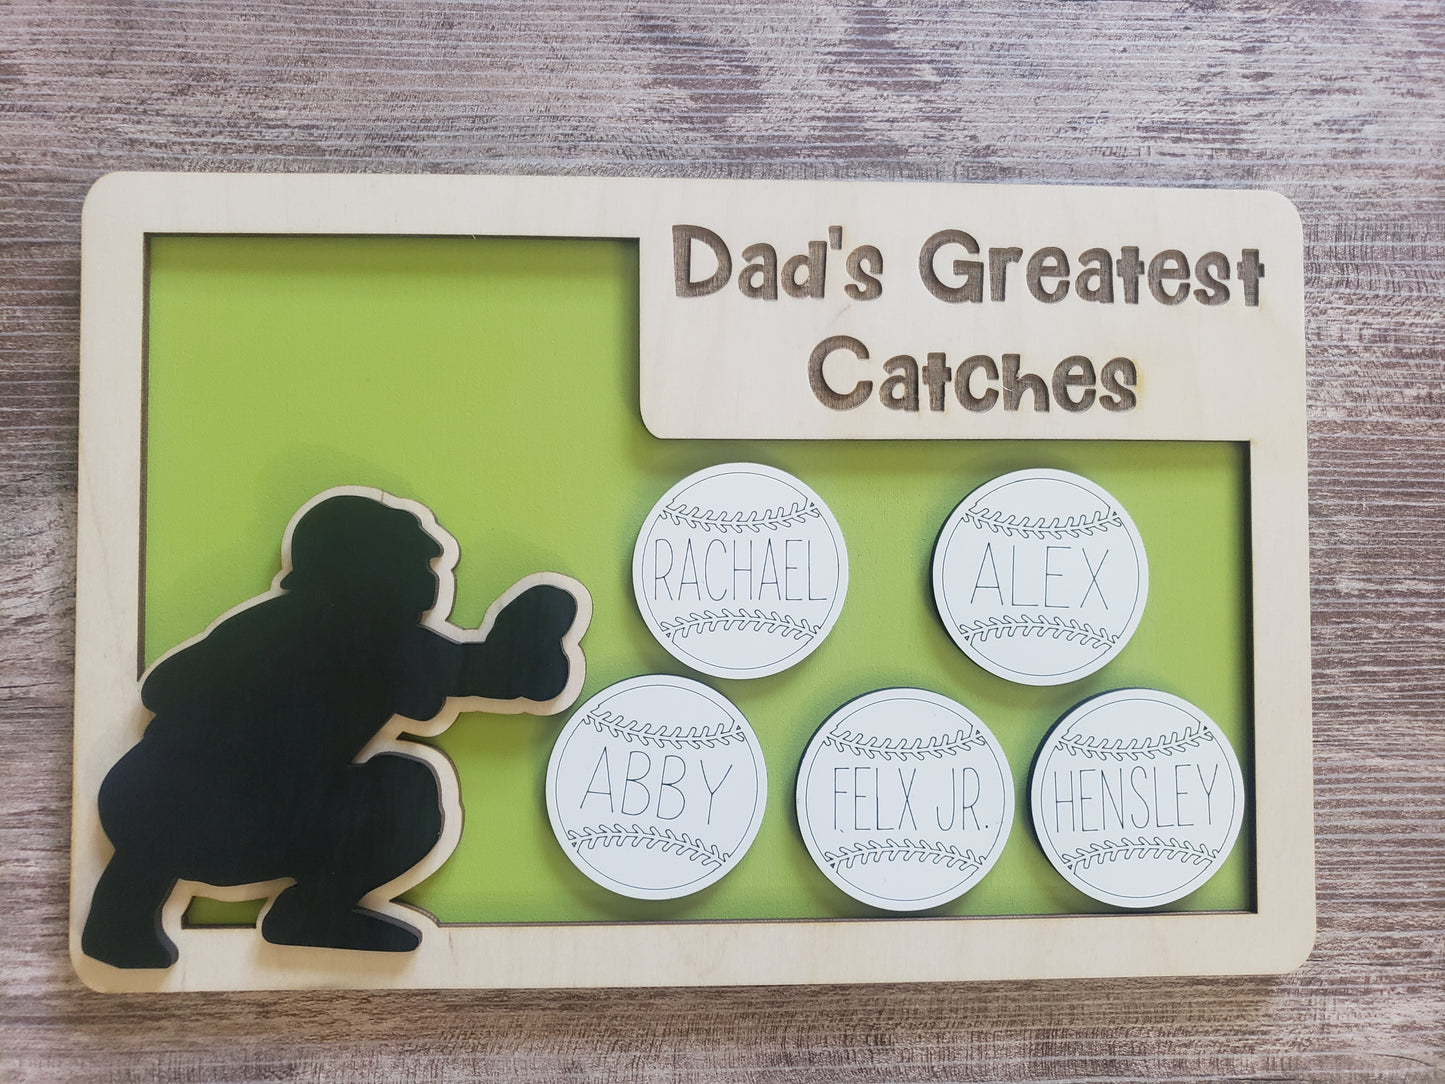 Dad's Greatest
Catches
RACHAEL
ALEX
ABBY
FELX JR.
HENSLEY